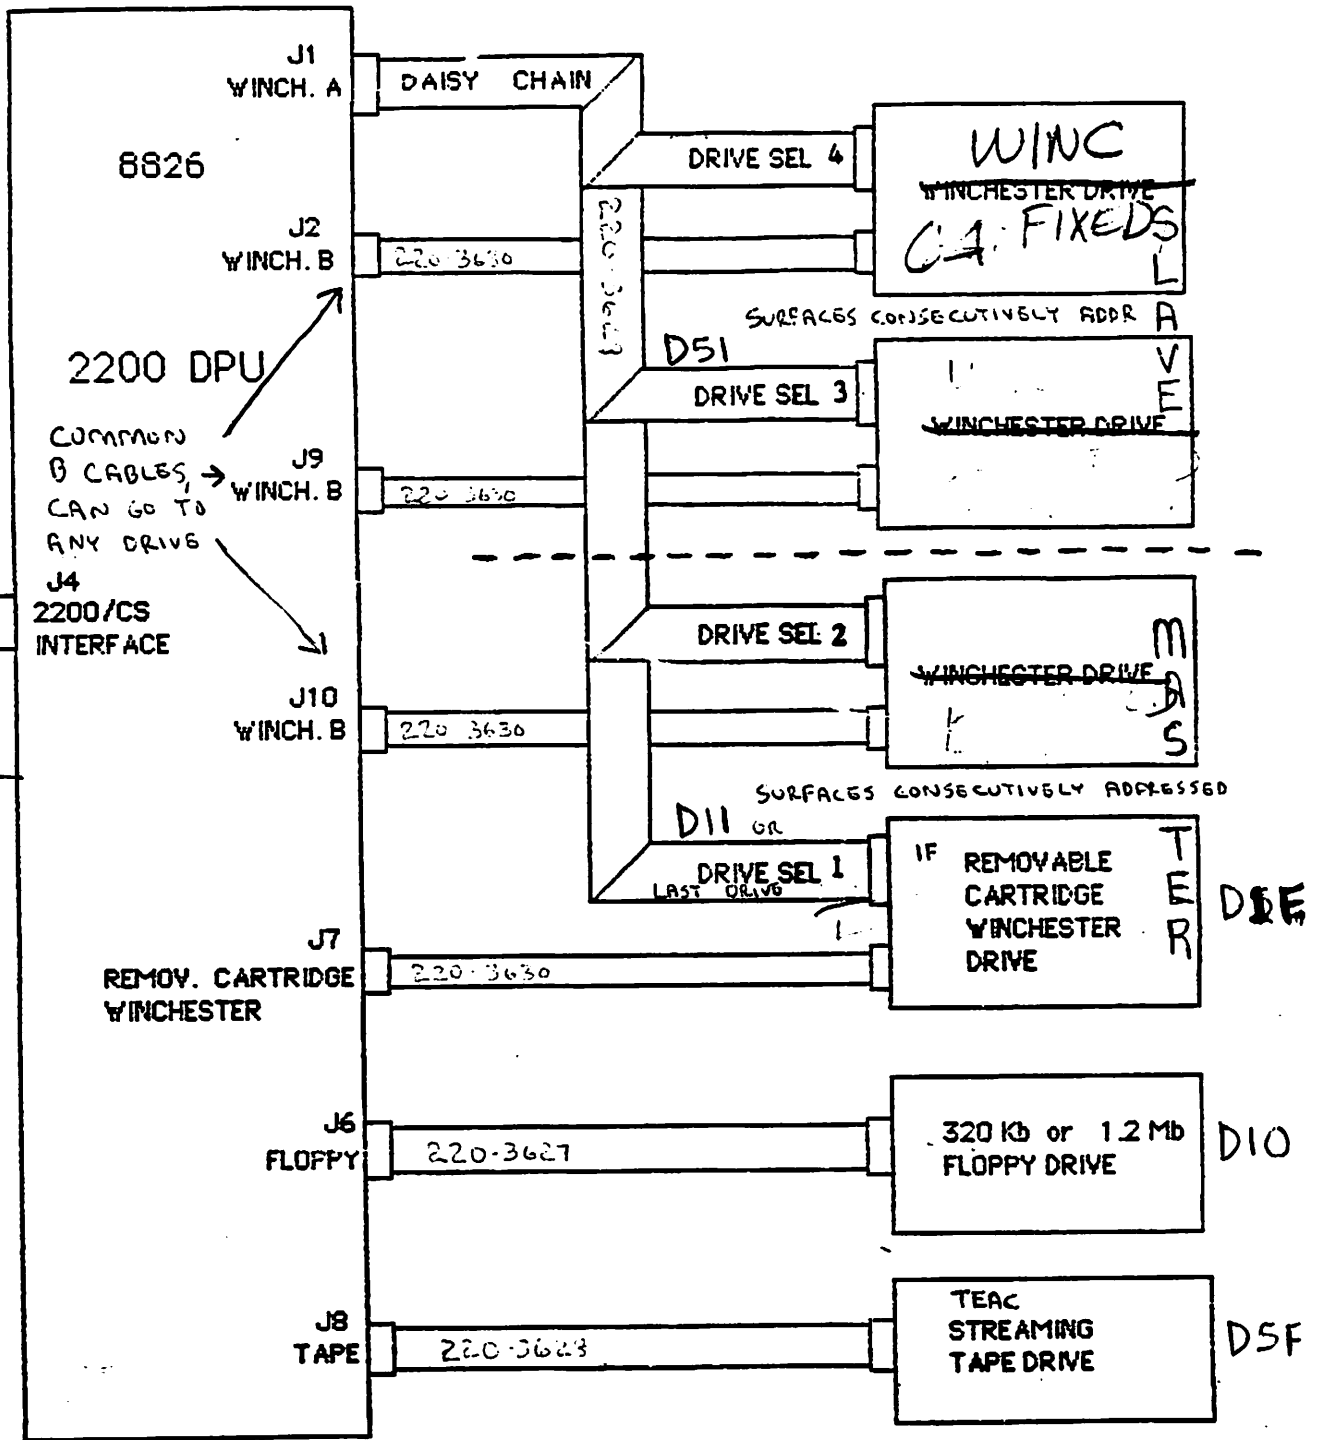 J1
WINCH. A
DAISY CHAIN
8826
DRIVE SEL 4
WINC
WINCHESTER DRIVE
FIXED
SLAVE
J2
WINCH. B
220-3630
SURFACES CONSECUTIVELY ADDR
2200 DPU
D51
DRIVE SEL 3
WINCHESTER DRIVE
COMMON
B CABLES,
CAN GO TO
ANY DRIVE
J9
WINCH. B
220-3630
J4
2200/CS
INTERFACE
DRIVE SEL 2
WINCHESTER DRIVE
MASTER
J10
WINCH. B
220-3630
SURFACES CONSECUTIVELY ADDRESSED
D11 OR
DRIVE SEL 1
LAST DRIVE
IF REMOVABLE
CARTRIDGE
WINCHESTER
DRIVE
J7
REMOV. CARTRIDGE
WINCHESTER
220-3630
J6
FLOPPY
220-3627
320 Kb or 1.2 Mb
FLOPPY DRIVE
D10
J8
TAPE
TEAC
STREAMING
TAPE DRIVE
D5F